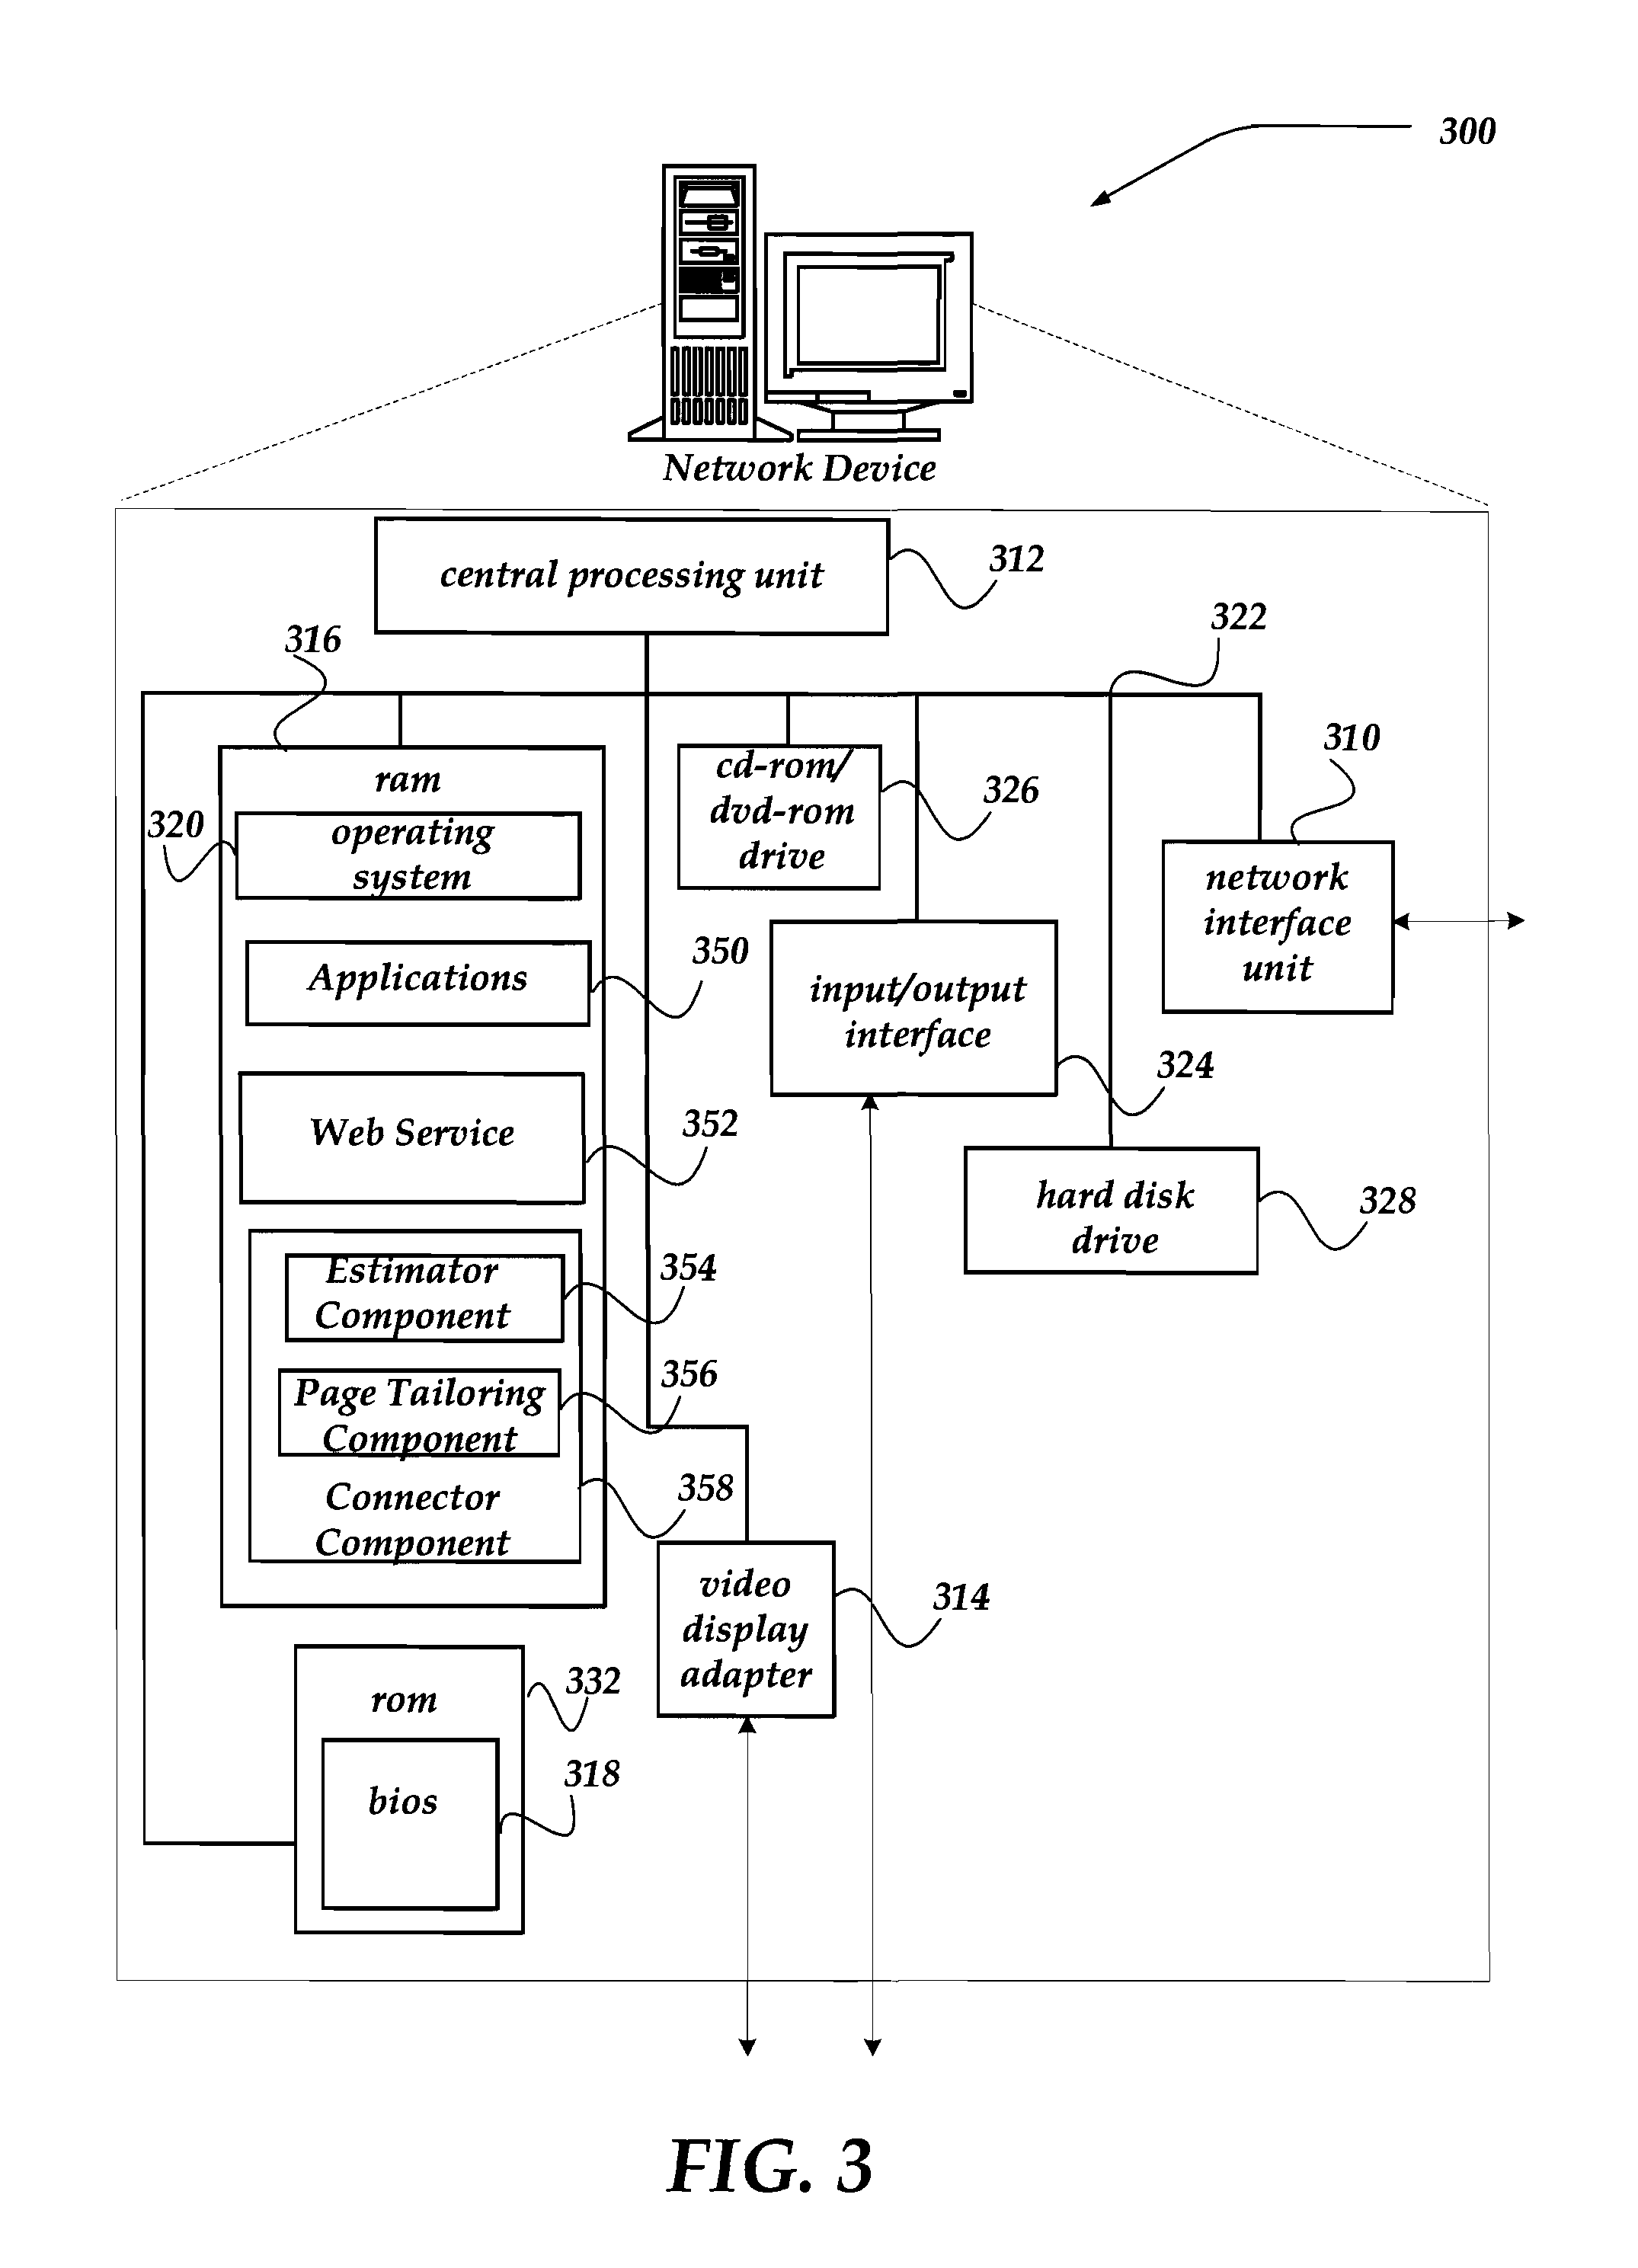 300
Network Device
central processing unit
312
316
322
ram
320
operating
system
cd-rom/
dvd-rom
drive
326
310
network
interface
unit
Applications
350
input/output
interface
324
Web Service
352
hard disk
drive
328
Estimator
Component
354
Page Tailoring
Component
356
Connector
Component
358
video
display
adapter
314
rom
332
bios
318
FIG. 3